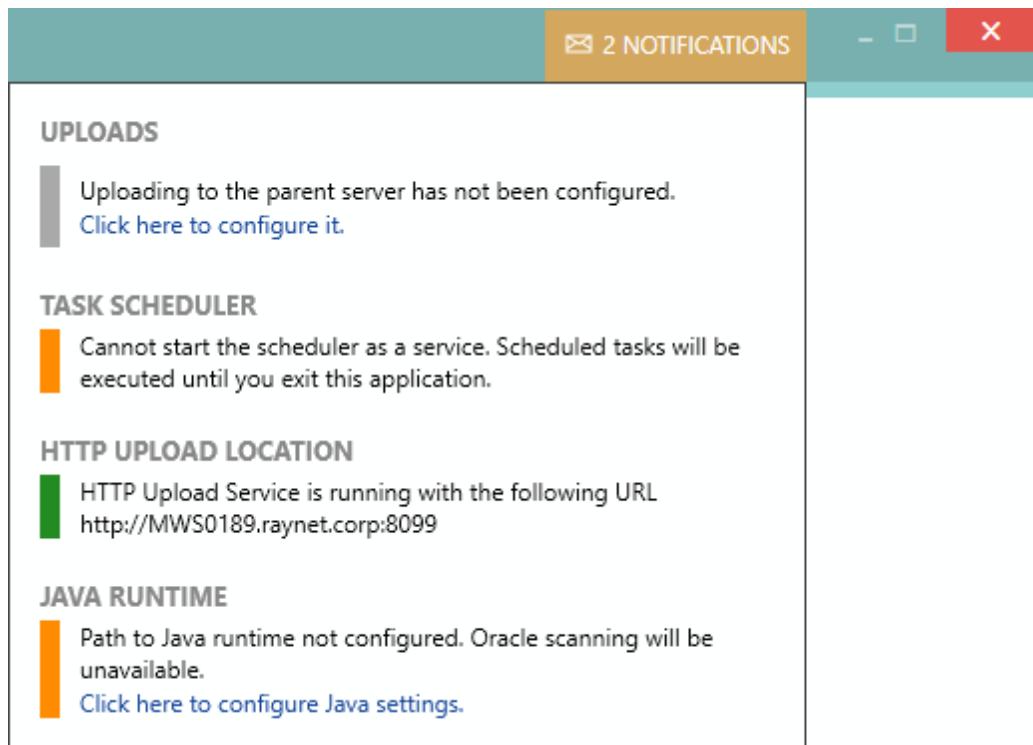 2 NOTIFICATIONS
UPLOADS
Uploading to the parent server has not been configured.
Click here to configure it.
TASK SCHEDULER
Cannot start the scheduler as a service. Scheduled tasks will be
executed until you exit this application.
HTTP UPLOAD LOCATION
HTTP Upload Service is running with the following URL
http://MWS0189.raynet.corp:8099
JAVA RUNTIME
Path to Java runtime not configured. Oracle scanning will be
unavailable.
Click here to configure Java settings.